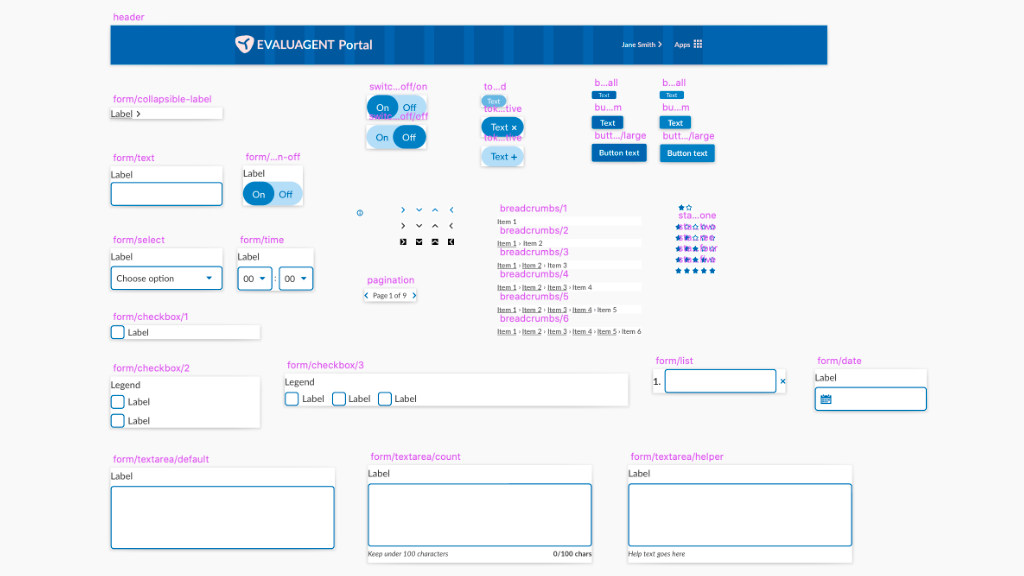 header
EVALUAGENT Portal
Jane Smith
Apps
form/collapsible-label
Label
switc...off/on
On Off
On Off
to...d
Text
Text ×
Text +
b...all
Text
bu...m
Text
butt.../large
Button text
b...all
Text
bu...m
Text
butt.../large
Button text
form/text
Label
form/...n-off
Label
On Off
form/select
Label
Choose option
form/time
Label
00 : 00
pagination
Page 1 of 9
breadcrumbs/1
Item 1
breadcrumbs/2
Item 1 › Item 2
breadcrumbs/3
Item 1 › Item 2 › Item 3
breadcrumbs/4
Item 1 › Item 2 › Item 3 › Item 4
breadcrumbs/5
Item 1 › Item 2 › Item 3 › Item 4 › Item 5
breadcrumbs/6
Item 1 › Item 2 › Item 3 › Item 4 › Item 5 › Item 6
sta...one
form/checkbox/1
Label
form/checkbox/2
Legend
Label
Label
form/checkbox/3
Legend
Label Label Label
form/list
1. ×
form/date
Label
form/textarea/default
Label
form/textarea/count
Label
Keep under 100 characters
0/100 chars
form/textarea/helper
Label
Help text goes here